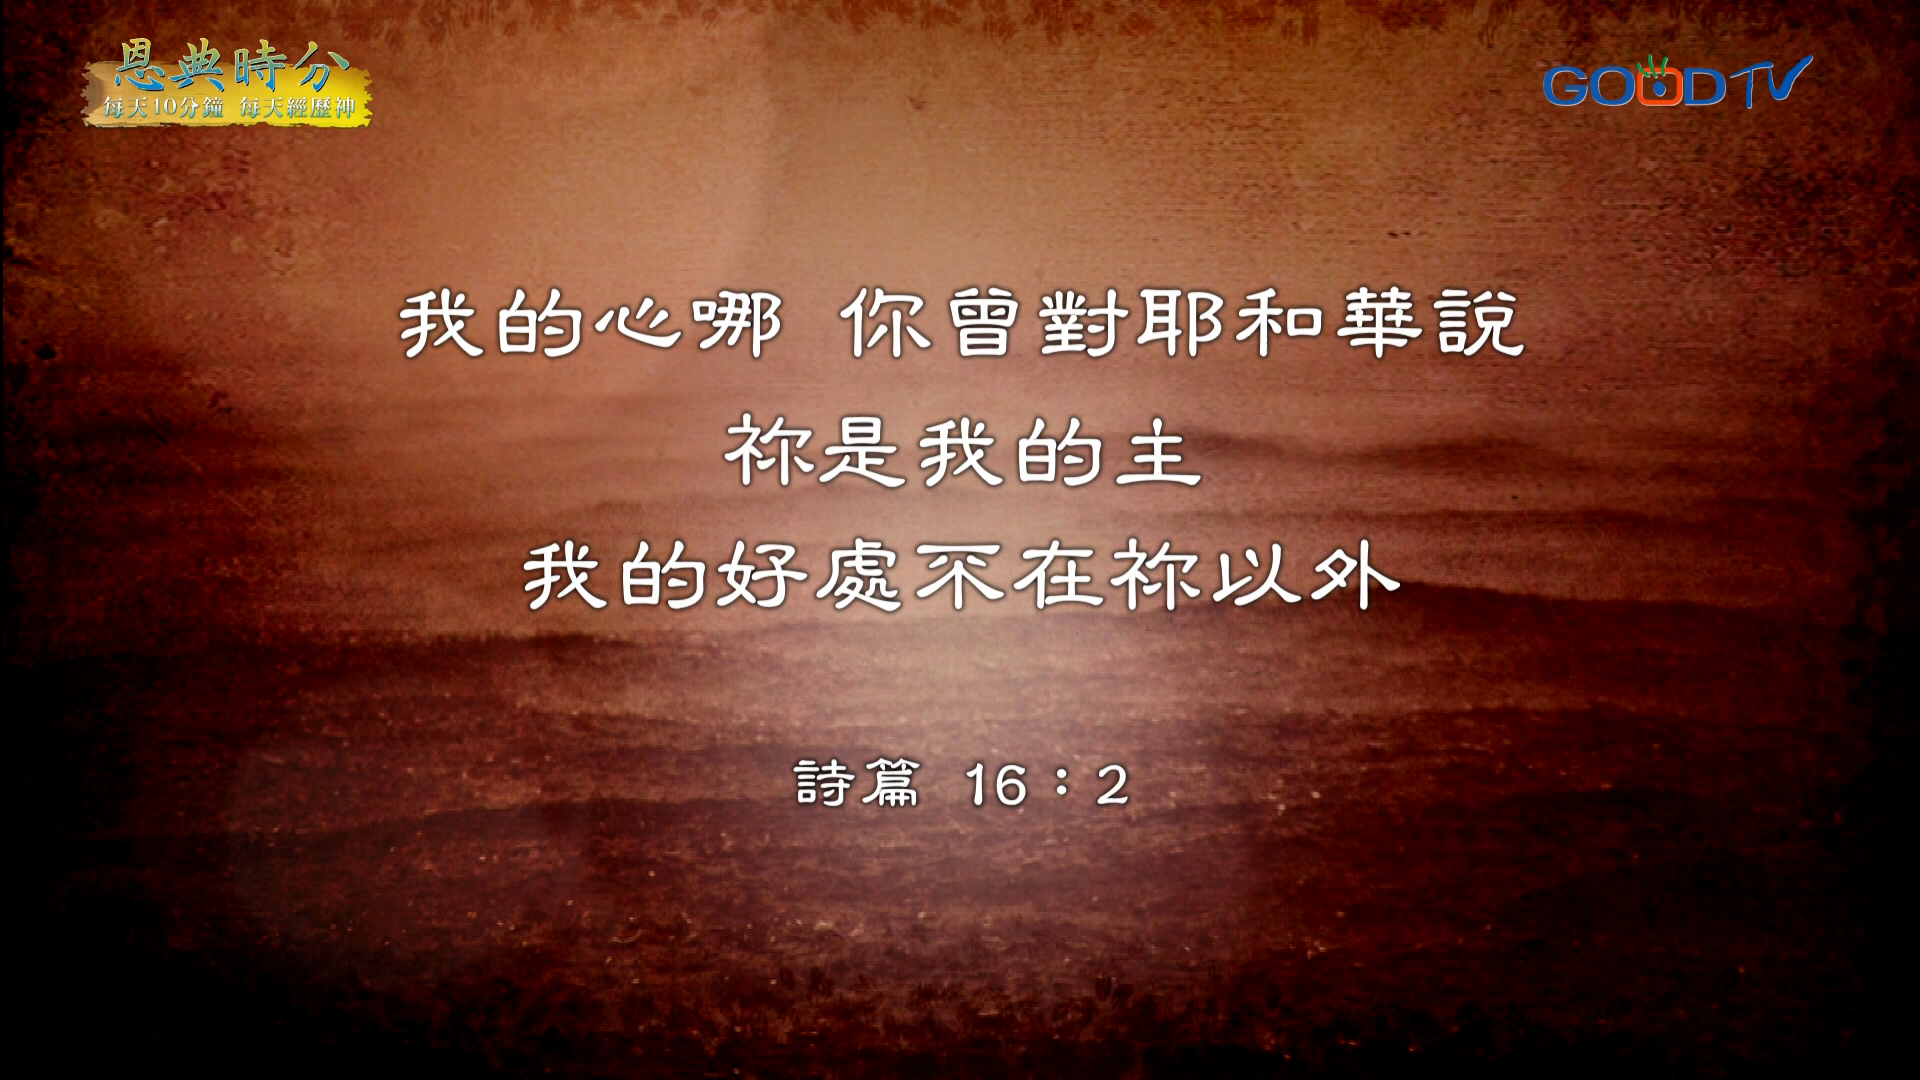 恩典時分
每天10分鐘 每天經歷神
GOODTV
我的心哪 你曾對耶和華說
祢是我的主
我的好處不在祢以外
詩篇 16：2